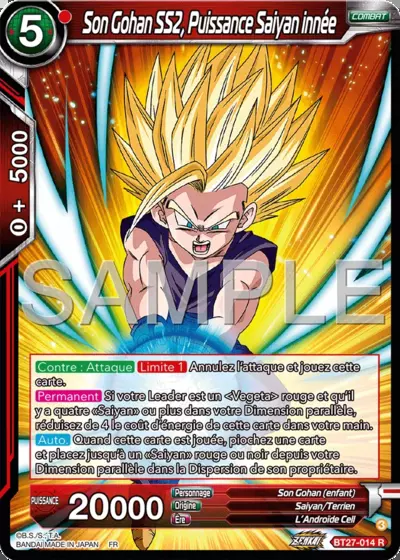 5
Son Gohan SS2, Puissance Saiyan innée
COMBAT
0 + 5000
SAMPLE
Contre : Attaque Limite 1 Annulez l'attaque et jouez cette
carte.
Permanent Si votre Leader est un <Vegeta> rouge et qu'il
y a quatre «Saiyan» ou plus dans votre Dimension parallèle,
réduisez de 4 le coût d'énergie de cette carte dans votre main.
Auto. Quand cette carte est jouée, piochez une carte
et placez jusqu'à un «Saiyan» rouge ou noir depuis votre
Dimension parallèle dans la Dispersion de son propriétaire.
PUISSANCE 20000
Personnage Son Gohan (enfant)
Origine Saiyan/Terrien
Ère L'Androïde Cell
3
©B.S./S.,T.A.
BANDAI MADE IN JAPAN FR
BT27-014 R